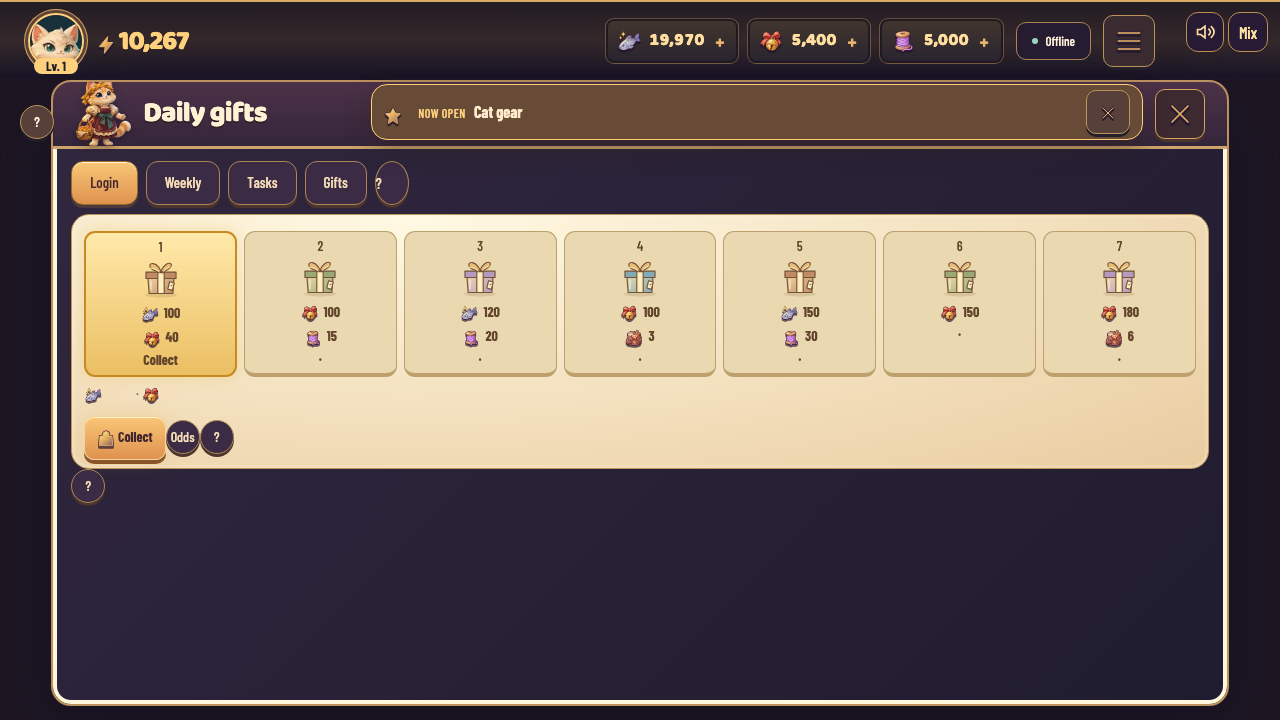 10,267
Lv. 1
19,970 +
5,400 +
5,000 +
Offline
Mix
?
Daily gifts
NOW OPEN Cat gear
Login
Weekly
Tasks
Gifts
?
1
100
40
Collect
2
100
15
3
120
20
4
100
3
5
150
30
6
150
7
180
6
Collect
Odds
?
?